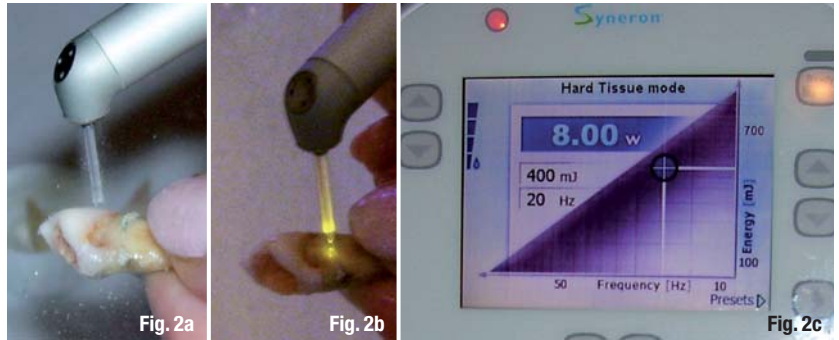 Syneron
Hard Tissue mode
8.00 w
400 mJ
20 Hz
700
Energy [mJ]
100
50 Frequency [Hz] 10
Presets
Fig. 2a
Fig. 2b
Fig. 2c